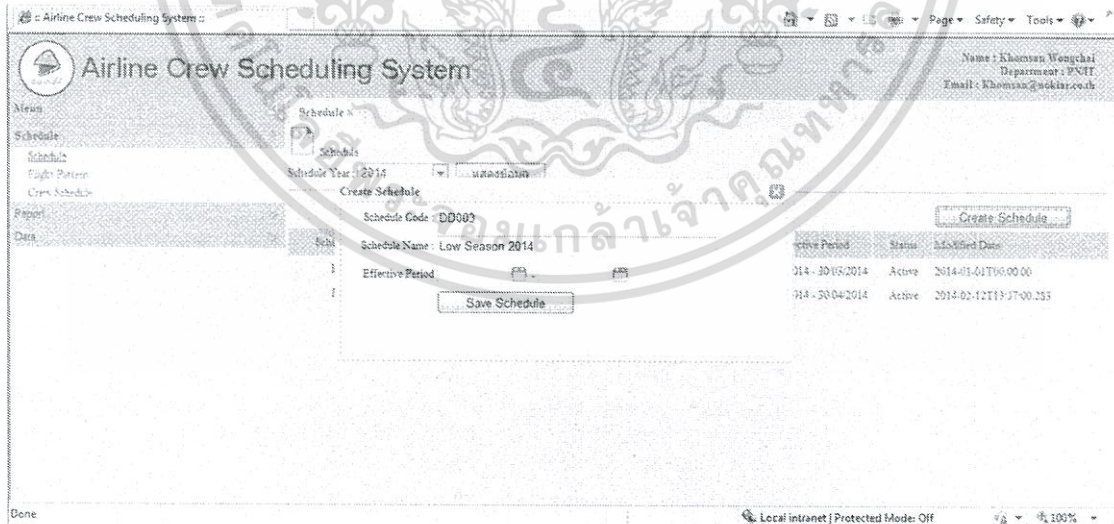 :: Airline Crew Scheduling System ::
Page Safety Tools
Airline Crew Scheduling System
Name : Khomsan Wongchai
Department : PNIT
Email : Khomsan@nokair.co.th
Menu
Schedule
Schedule
Flight Pattern
Crew Schedule
Report
Data
Schedule >
Schedule
Schedule Year : 2014 แสดงข้อมูล
Create Schedule
Create Schedule
Schedule Code : DD003
Schedule Name : Low Season 2014
Effective Period -
Save Schedule
Sche
ective Period Status Modified Date
014 - 30/03/2014 Active 2014-01-01T00:00:00
014 - 30/04/2014 Active 2014-02-12T13:37:00.283
Done
Local intranet | Protected Mode: Off
100%